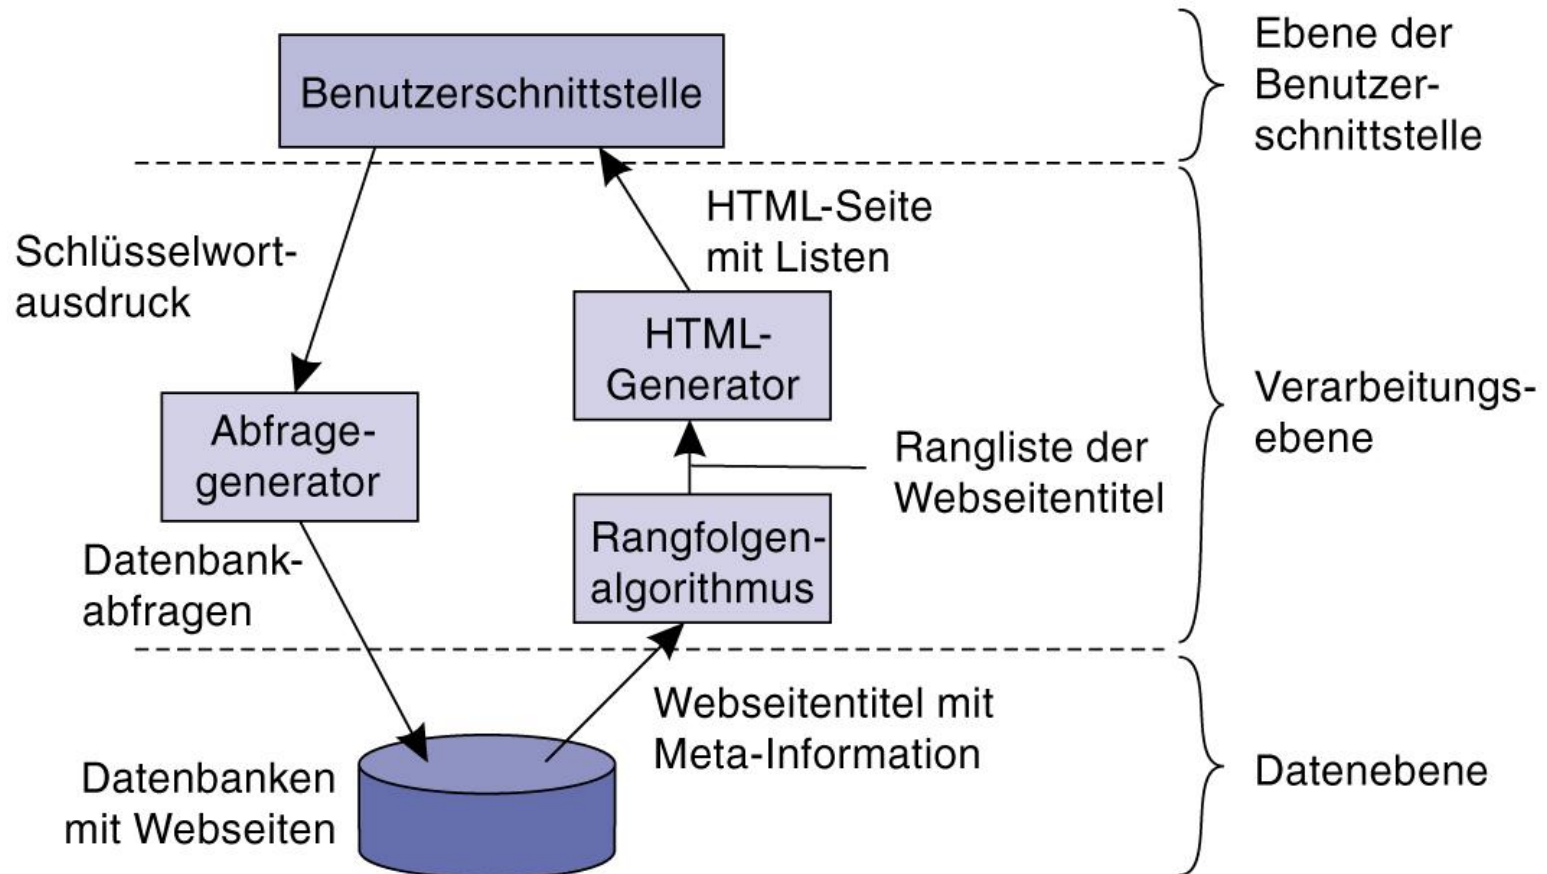 Benutzerschnittstelle
Ebene der
Benutzer-
schnittstelle
Schlüsselwort-
ausdruck
HTML-Seite
mit Listen
HTML-
Generator
Abfrage-
generator
Rangliste der
Webseitentitel
Verarbeitungs-
ebene
Rangfolgen-
algorithmus
Datenbank-
abfragen
Webseitentitel mit
Meta-Information
Datenbanken
mit Webseiten
Datenebene